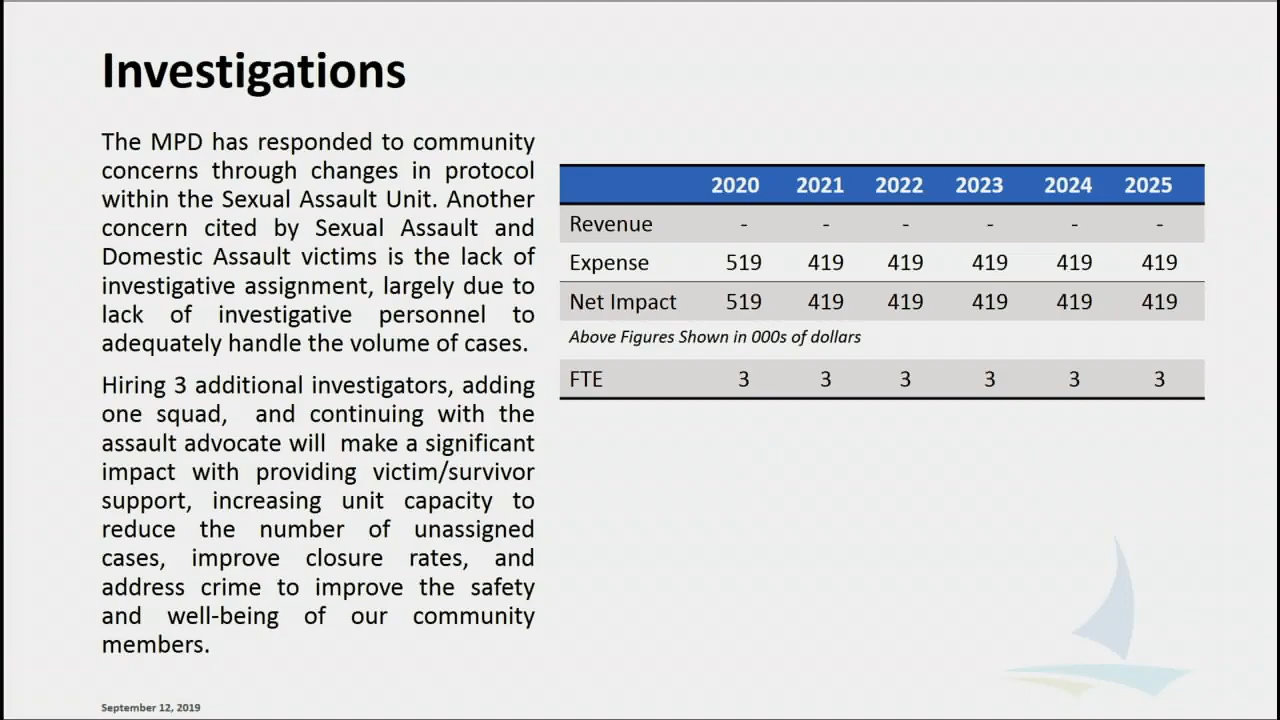 Investigations
The MPD has responded to community
concerns through changes in protocol
within the Sexual Assault Unit. Another
concern cited by Sexual Assault and
Domestic Assault victims is the lack of
investigative assignment, largely due to
lack of investigative personnel to
adequately handle the volume of cases.
Hiring 3 additional investigators, adding
one squad, and continuing with the
assault advocate will make a significant
impact with providing victim/survivor
support, increasing unit capacity to
reduce the number of unassigned
cases, improve closure rates, and
address crime to improve the safety
and well-being of our community
members.
2020 2021 2022 2023 2024 2025
Revenue - - - - - -
Expense 519 419 419 419 419 419
Net Impact 519 419 419 419 419 419
Above Figures Shown in 000s of dollars
FTE 3 3 3 3 3 3
September 12, 2019